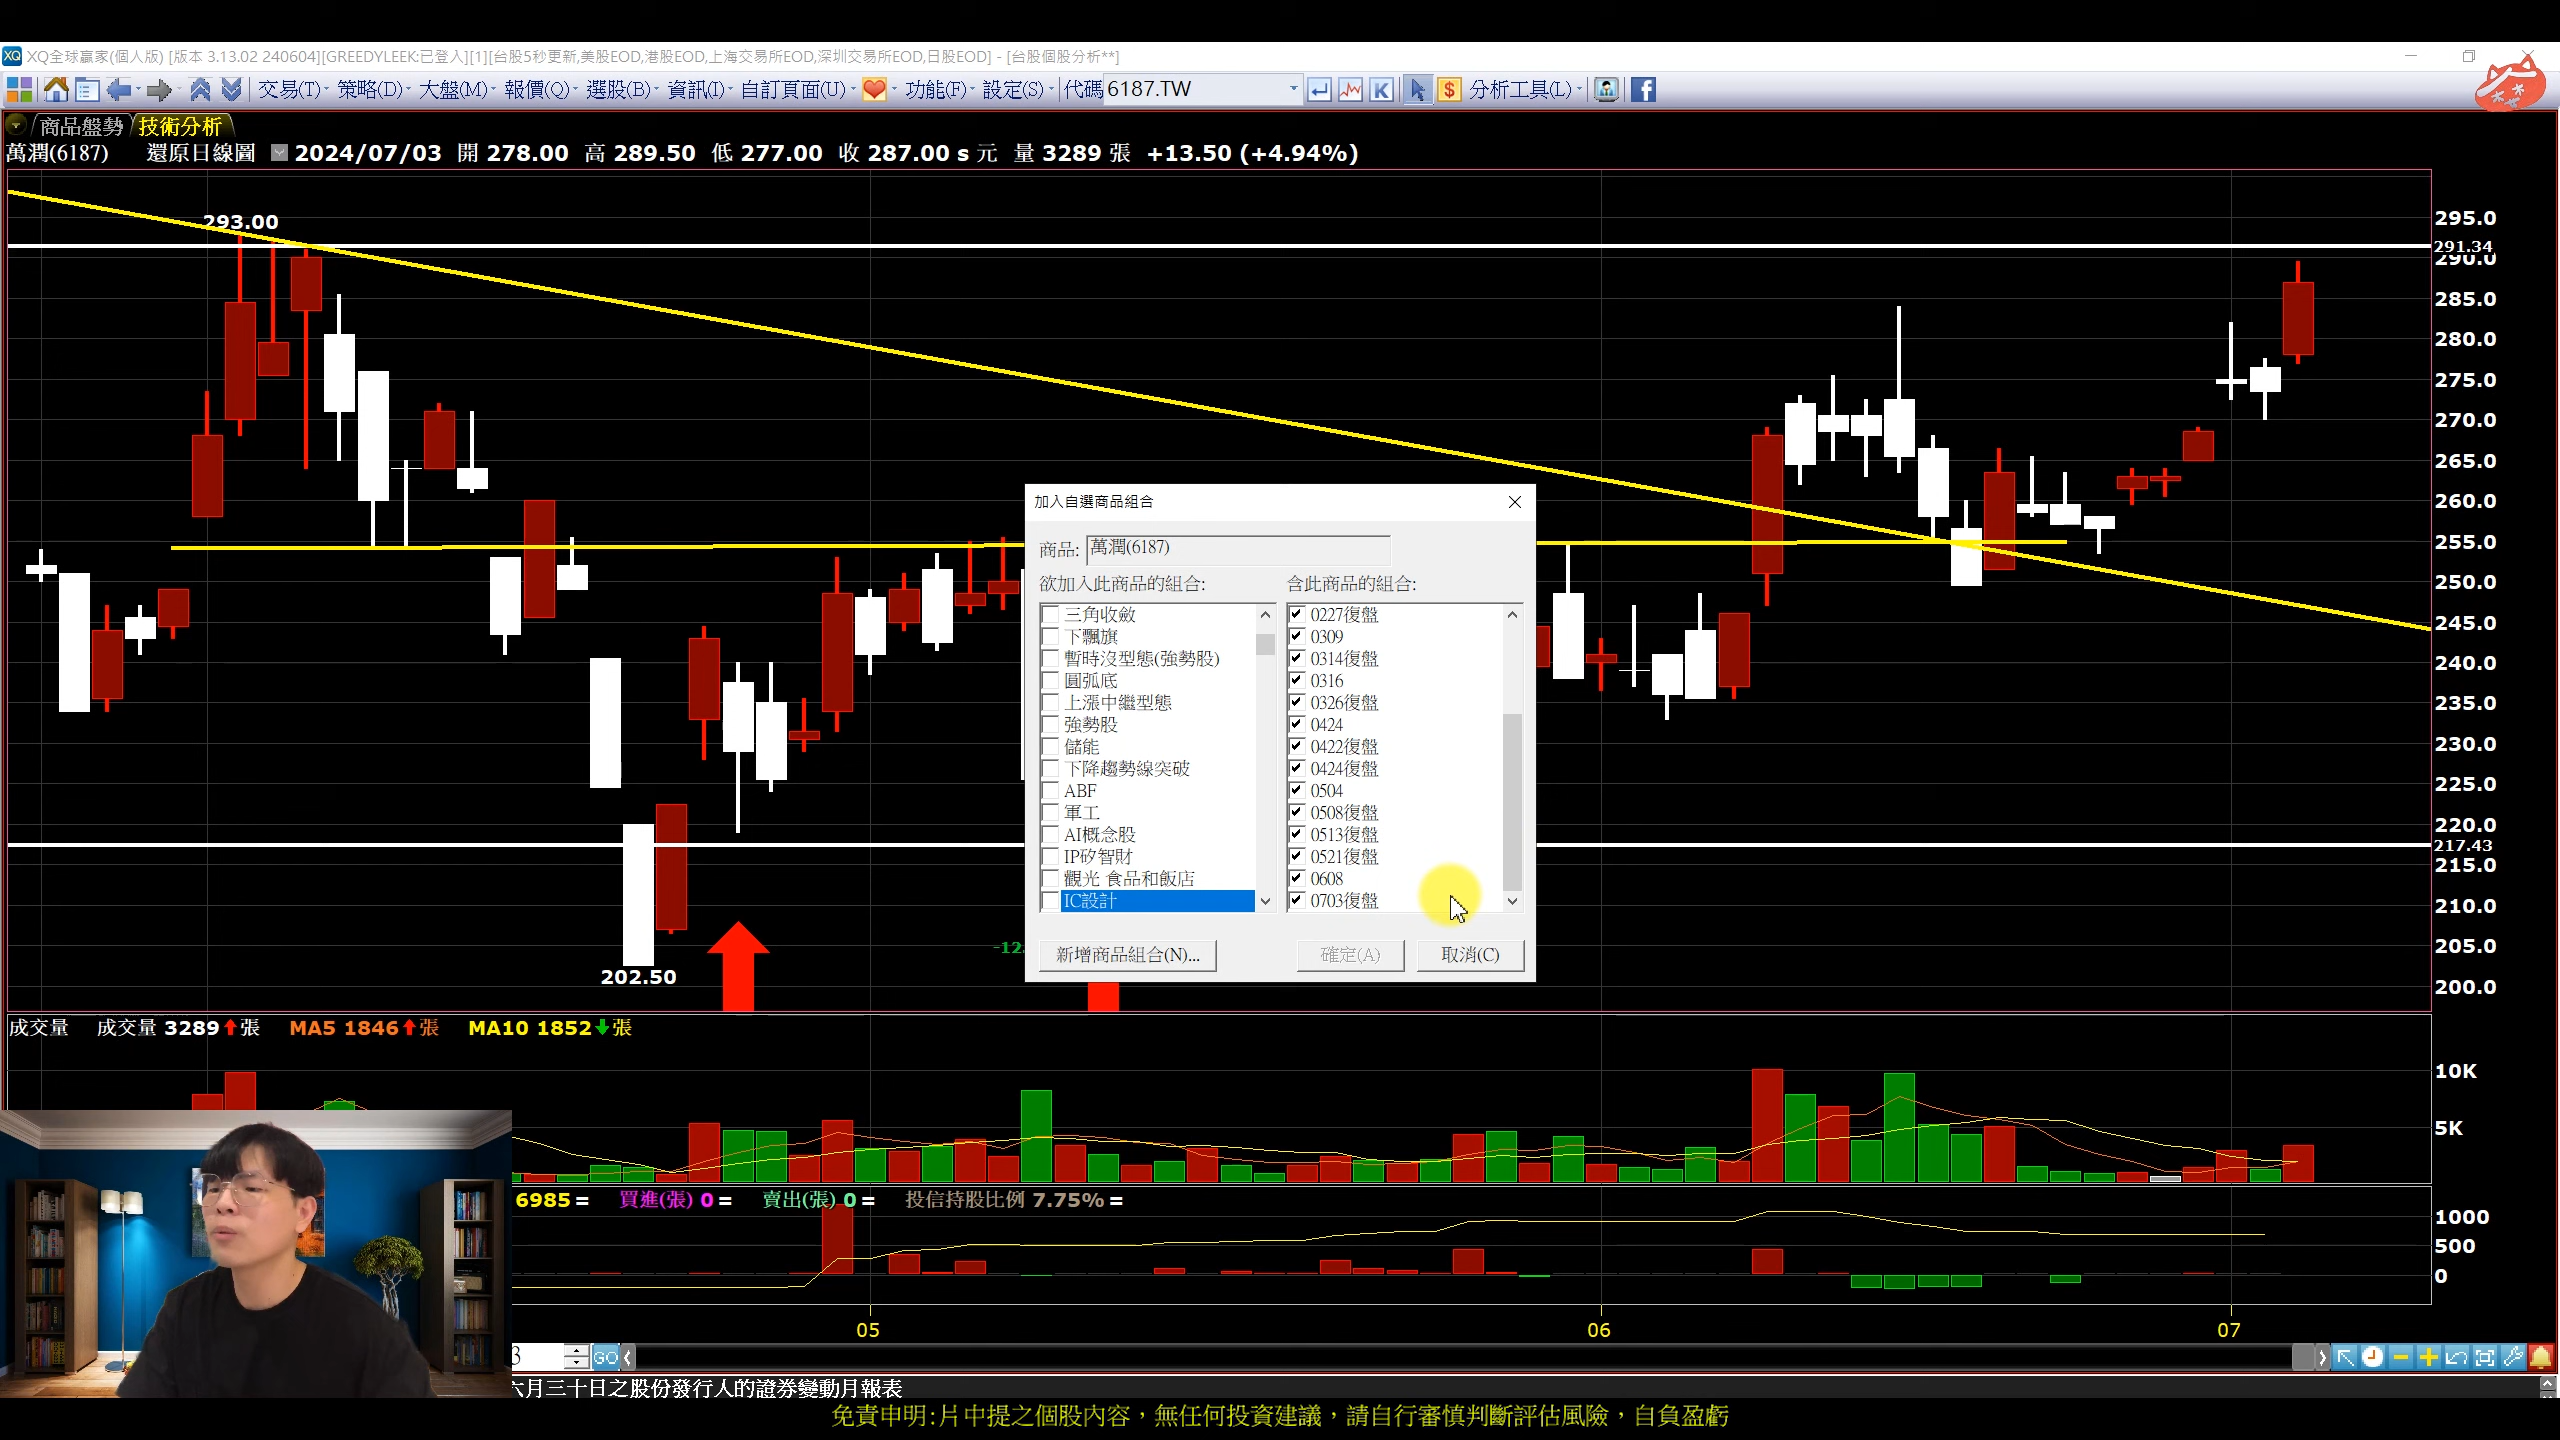 XQ全球贏家(個人版) [版本 3.13.02 240604][GREEDYLEEK:已登入][1][台股5秒更新,美股EOD,港股EOD,上海交易所EOD,深圳交易所EOD,日股EOD] - [台股個股分析**]
交易(T) 策略(D) 大盤(M) 報價(Q) 選股(B) 資訊(I) 自訂頁面(U) 功能(F) 設定(S) 代碼 6187.TW K $ 分析工具(L)
商品盤勢 技術分析
萬潤(6187) 還原日線圖 2024/07/03 開 278.00 高 289.50 低 277.00 收 287.00 s 元 量 3289 張 +13.50 (+4.94%)
293.00
202.50
295.0
291.34
290.0
285.0
280.0
275.0
270.0
265.0
260.0
255.0
250.0
245.0
240.0
235.0
230.0
225.0
220.0
217.43
215.0
210.0
205.0
200.0
加入自選商品組合
商品: 萬潤(6187)
欲加入此商品的組合: 含此商品的組合:
三角收斂 0227復盤
下飄旗 0309
暫時沒型態(強勢股) 0314復盤
圓弧底 0316
上漲中繼型態 0326復盤
強勢股 0424
儲能 0422復盤
下降趨勢線突破 0424復盤
ABF 0504
軍工 0508復盤
AI概念股 0513復盤
IP矽智財 0521復盤
觀光 食品和飯店 0608
IC設計 0703復盤
新增商品組合(N)... 確定(A) 取消(C)
-12
成交量 成交量 3289 張 MA5 1846 張 MA10 1852 張
10K
5K
6985 = 買進(張) 0 = 賣出(張) 0 = 投信持股比例 7.75% =
1000
500
0
05 06 07
3 GO
六月三十日之股份發行人的證券變動月報表
免責申明:片中提之個股內容，無任何投資建議，請自行審慎判斷評估風險，自負盈虧